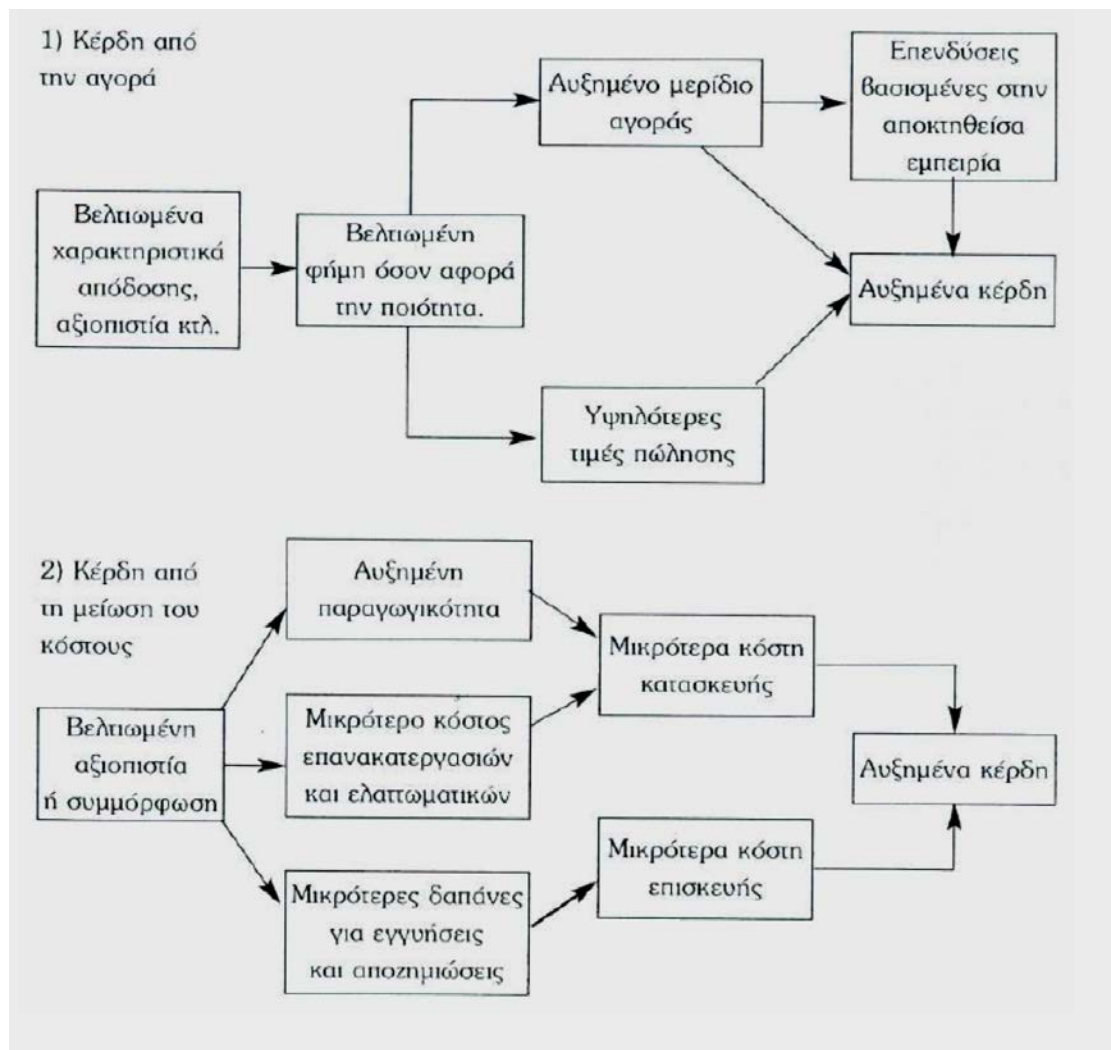 1) Κέρδη από
την αγορά
Βελτιωμένα
χαρακτηριστικά
απόδοσης,
αξιοπιστία κτλ.
Βελτιωμένη
φήμη όσον αφορά
την ποιότητα.
Αυξημένο μερίδιο
αγοράς
Επενδύσεις
βασισμένες στην
αποκτηθείσα
εμπειρία
Αυξημένα κέρδη
Υψηλότερες
τιμές πώλησης
2) Κέρδη από
τη μείωση του
κόστους
Βελτιωμένη
αξιοπιστία
ή συμμόρφωση
Αυξημένη
παραγωγικότητα
Μικρότερο κόστος
επανακατεργασιών
και ελαττωματικών
Μικρότερες δαπάνες
για εγγυήσεις
και αποζημιώσεις
Μικρότερα κόστη
κατασκευής
Μικρότερα κόστη
επισκευής
Αυξημένα κέρδη